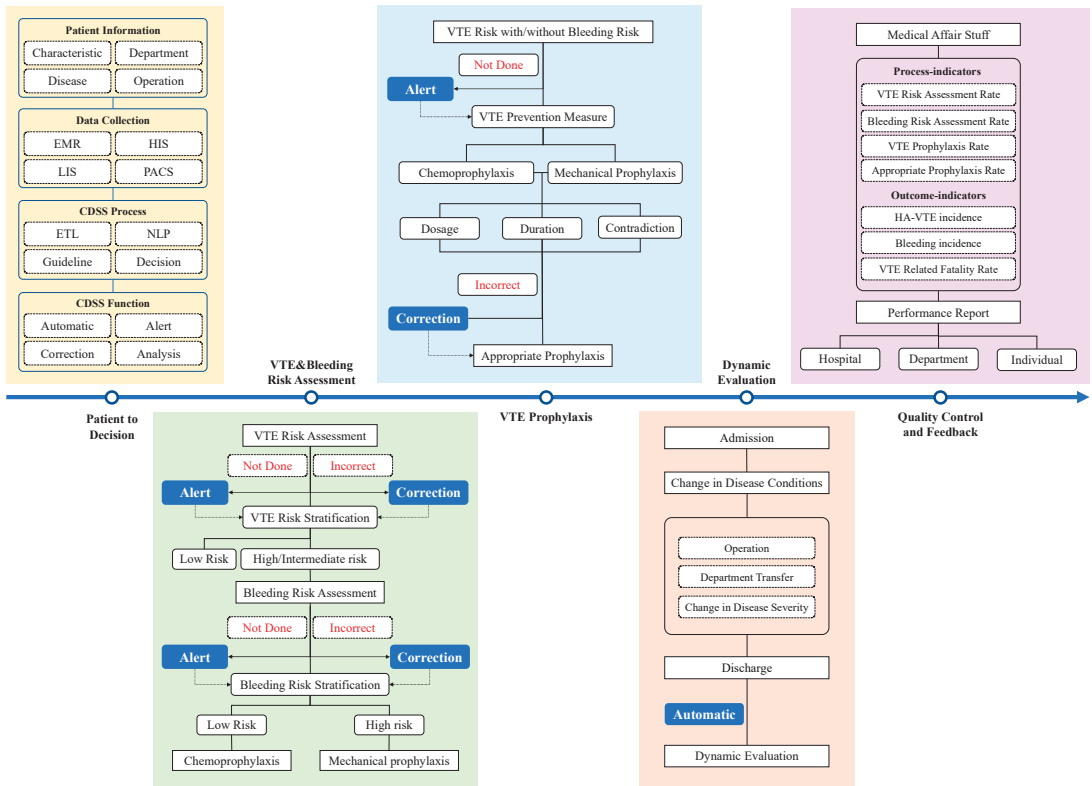 Patient Information
Characteristic
Department
Disease
Operation
Data Collection
EMR
HIS
LIS
PACS
CDSS Process
ETL
NLP
Guideline
Decision
CDSS Function
Automatic
Alert
Correction
Analysis
VTE Risk with/without Bleeding Risk
Not Done
Alert
VTE Prevention Measure
Chemoprophylaxis
Mechanical Prophylaxis
Dosage
Duration
Contradiction
Incorrect
Correction
Appropriate Prophylaxis
Medical Affair Stuff
Process-indicators
VTE Risk Assessment Rate
Bleeding Risk Assessment Rate
VTE Prophylaxis Rate
Appropriate Prophylaxis Rate
Outcome-indicators
HA-VTE incidence
Bleeding incidence
VTE Related Fatality Rate
Performance Report
Hospital
Department
Individual
Patient to
Decision
VTE&Bleeding
Risk Assessment
VTE Prophylaxis
Dynamic
Evaluation
Quality Control
and Feedback
VTE Risk Assessment
Not Done
Incorrect
Alert
Correction
VTE Risk Stratification
Low Risk
High/Intermediate risk
Bleeding Risk Assessment
Not Done
Incorrect
Alert
Correction
Bleeding Risk Stratification
Low Risk
High risk
Chemoprophylaxis
Mechanical prophylaxis
Admission
Change in Disease Conditions
Operation
Department Transfer
Change in Disease Severity
Discharge
Automatic
Dynamic Evaluation